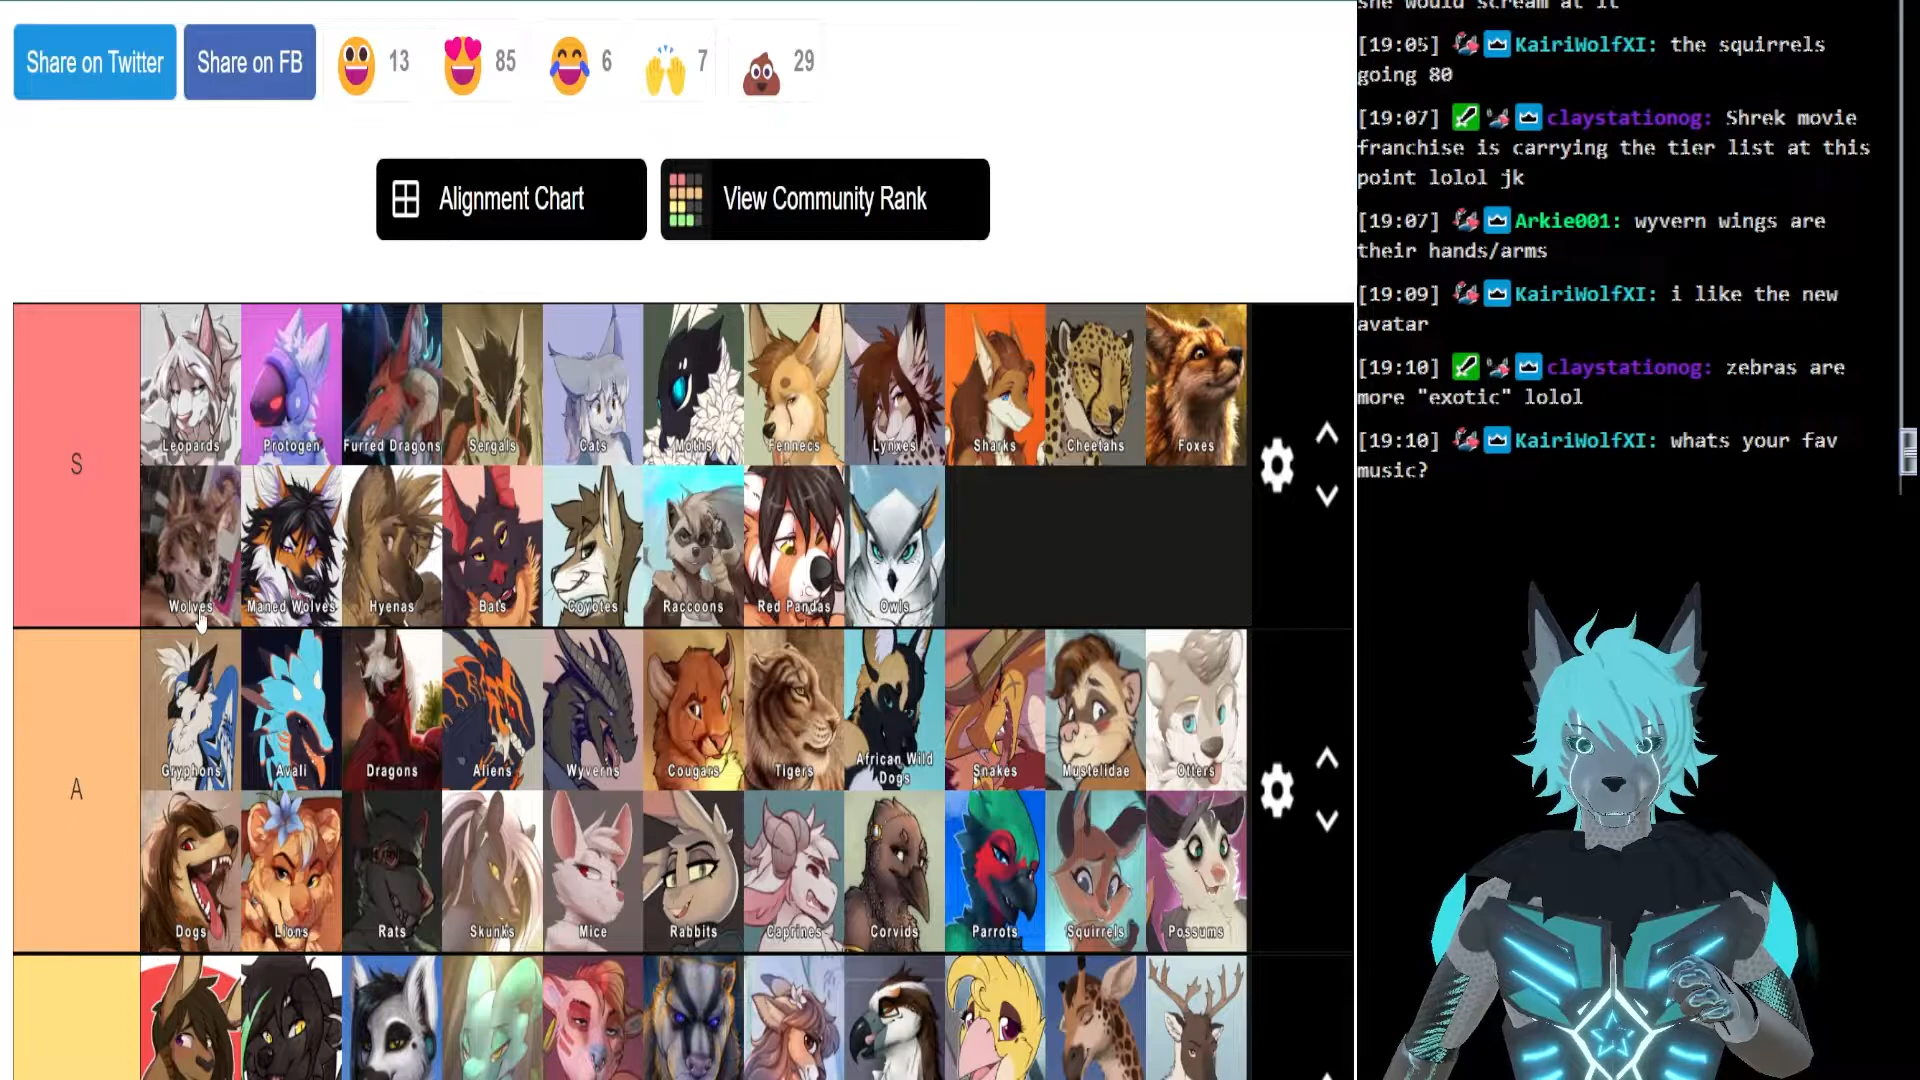 she would scream at it
Share on Twitter
Share on FB
13
85
6
7
29
Alignment Chart
View Community Rank
S
Leopards
Protogen
Furred Dragons
Sergals
Cats
Moths
Fennecs
Lynxes
Sharks
Cheetahs
Foxes
Wolves
Maned Wolves
Hyenas
Bats
Coyotes
Raccoons
Red Pandas
Owls
A
Gryphons
Avali
Dragons
Aliens
Wyverns
Cougars
Tigers
African Wild
Dogs
Snakes
Mustelidae
Otters
Dogs
Lions
Rats
Skunks
Mice
Rabbits
Caprines
Corvids
Parrots
Squirrels
Possums
[19:05] KairiWolfXI: the squirrels
going 80
[19:07] claystationog: Shrek movie
franchise is carrying the tier list at this
point lolol jk
[19:07] Arkie001: wyvern wings are
their hands/arms
[19:09] KairiWolfXI: i like the new
avatar
[19:10] claystationog: zebras are
more "exotic" lolol
[19:10] KairiWolfXI: whats your fav
music?